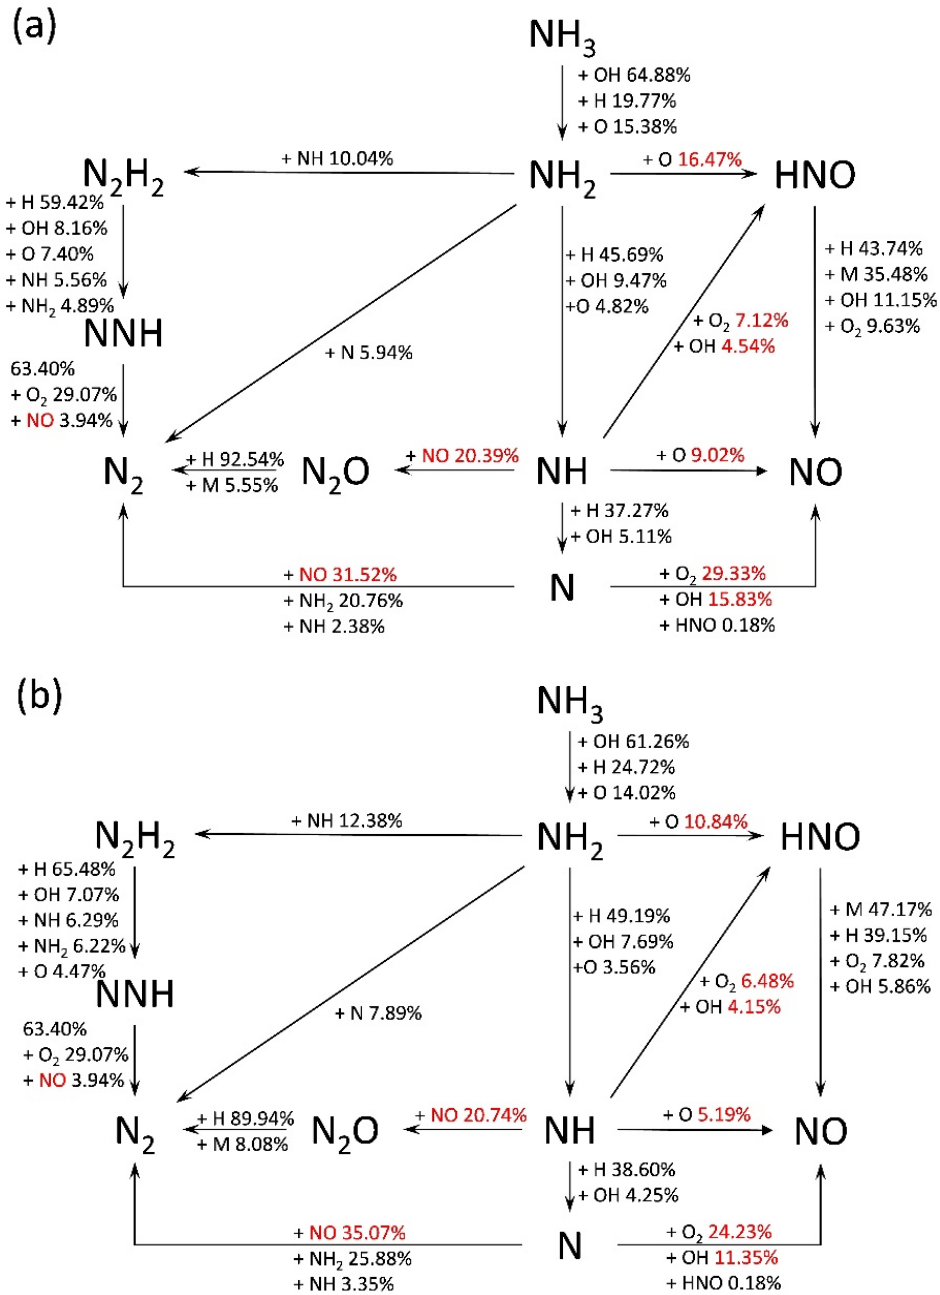 (a)
NH₃
+ OH 64.88%
+ H 19.77%
+ O 15.38%
N₂H₂
+ NH 10.04%
NH₂
+ O 16.47%
HNO
+ H 59.42%
+ OH 8.16%
+ O 7.40%
+ NH 5.56%
+ NH₂ 4.89%
+ H 45.69%
+ OH 9.47%
+O 4.82%
+ H 43.74%
+ M 35.48%
+ OH 11.15%
+ O₂ 9.63%
+ O₂ 7.12%
+ OH 4.54%
NNH
+ N 5.94%
63.40%
+ O₂ 29.07%
+ NO 3.94%
N₂
+ H 92.54%
+ M 5.55%
N₂O
+ NO 20.39%
NH
+ O 9.02%
NO
+ H 37.27%
+ OH 5.11%
+ NO 31.52%
+ NH₂ 20.76%
+ NH 2.38%
N
+ O₂ 29.33%
+ OH 15.83%
+ HNO 0.18%
(b)
NH₃
+ OH 61.26%
+ H 24.72%
+ O 14.02%
N₂H₂
+ NH 12.38%
NH₂
+ O 10.84%
HNO
+ H 65.48%
+ OH 7.07%
+ NH 6.29%
+ NH₂ 6.22%
+ O 4.47%
+ H 49.19%
+ OH 7.69%
+O 3.56%
+ M 47.17%
+ H 39.15%
+ O₂ 7.82%
+ OH 5.86%
+ O₂ 6.48%
+ OH 4.15%
NNH
+ N 7.89%
63.40%
+ O₂ 29.07%
+ NO 3.94%
N₂
+ H 89.94%
+ M 8.08%
N₂O
+ NO 20.74%
NH
+ O 5.19%
NO
+ H 38.60%
+ OH 4.25%
+ NO 35.07%
+ NH₂ 25.88%
+ NH 3.35%
N
+ O₂ 24.23%
+ OH 11.35%
+ HNO 0.18%